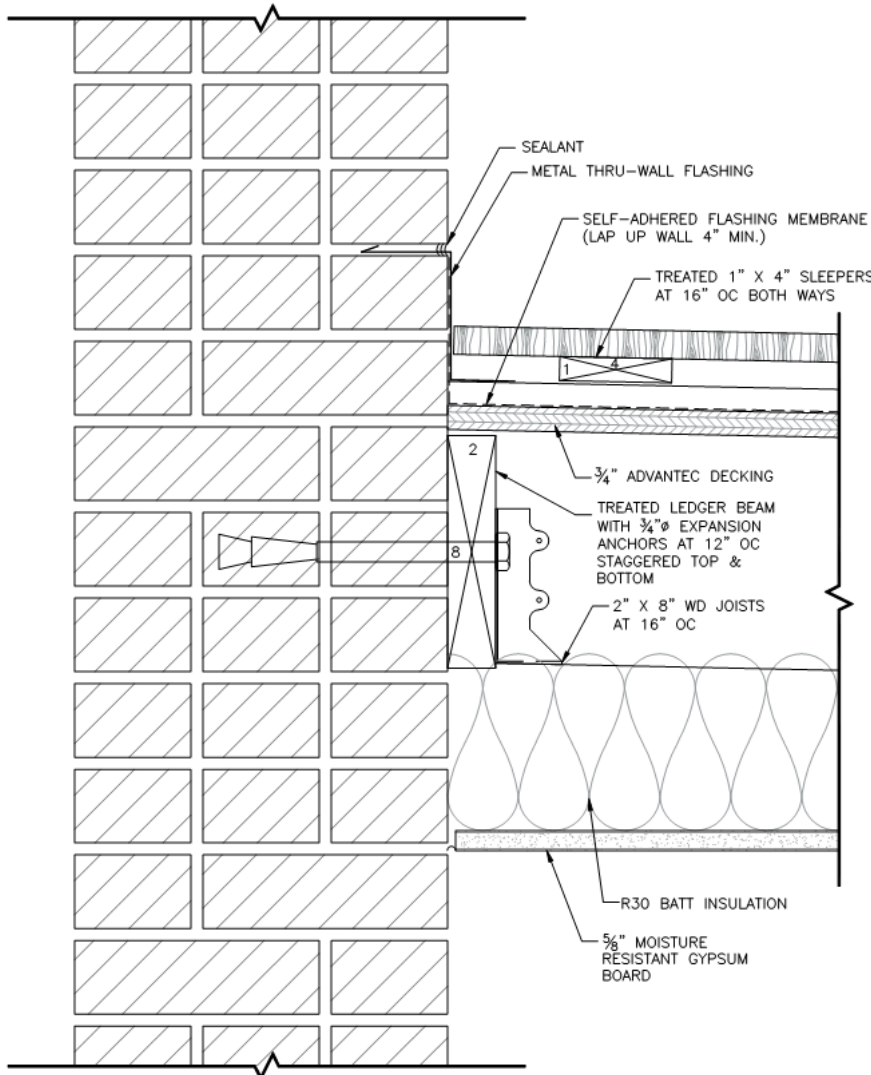 SEALANT
METAL THRU-WALL FLASHING
SELF-ADHERED FLASHING MEMBRANE
(LAP UP WALL 4" MIN.)
TREATED 1" X 4" SLEEPERS
AT 16" OC BOTH WAYS
1
4
¾" ADVANTEC DECKING
2
TREATED LEDGER BEAM
WITH ¾"ø EXPANSION
ANCHORS AT 12" OC
STAGGERED TOP &
BOTTOM
8
2" X 8" WD JOISTS
AT 16" OC
R30 BATT INSULATION
⅝" MOISTURE
RESISTANT GYPSUM
BOARD